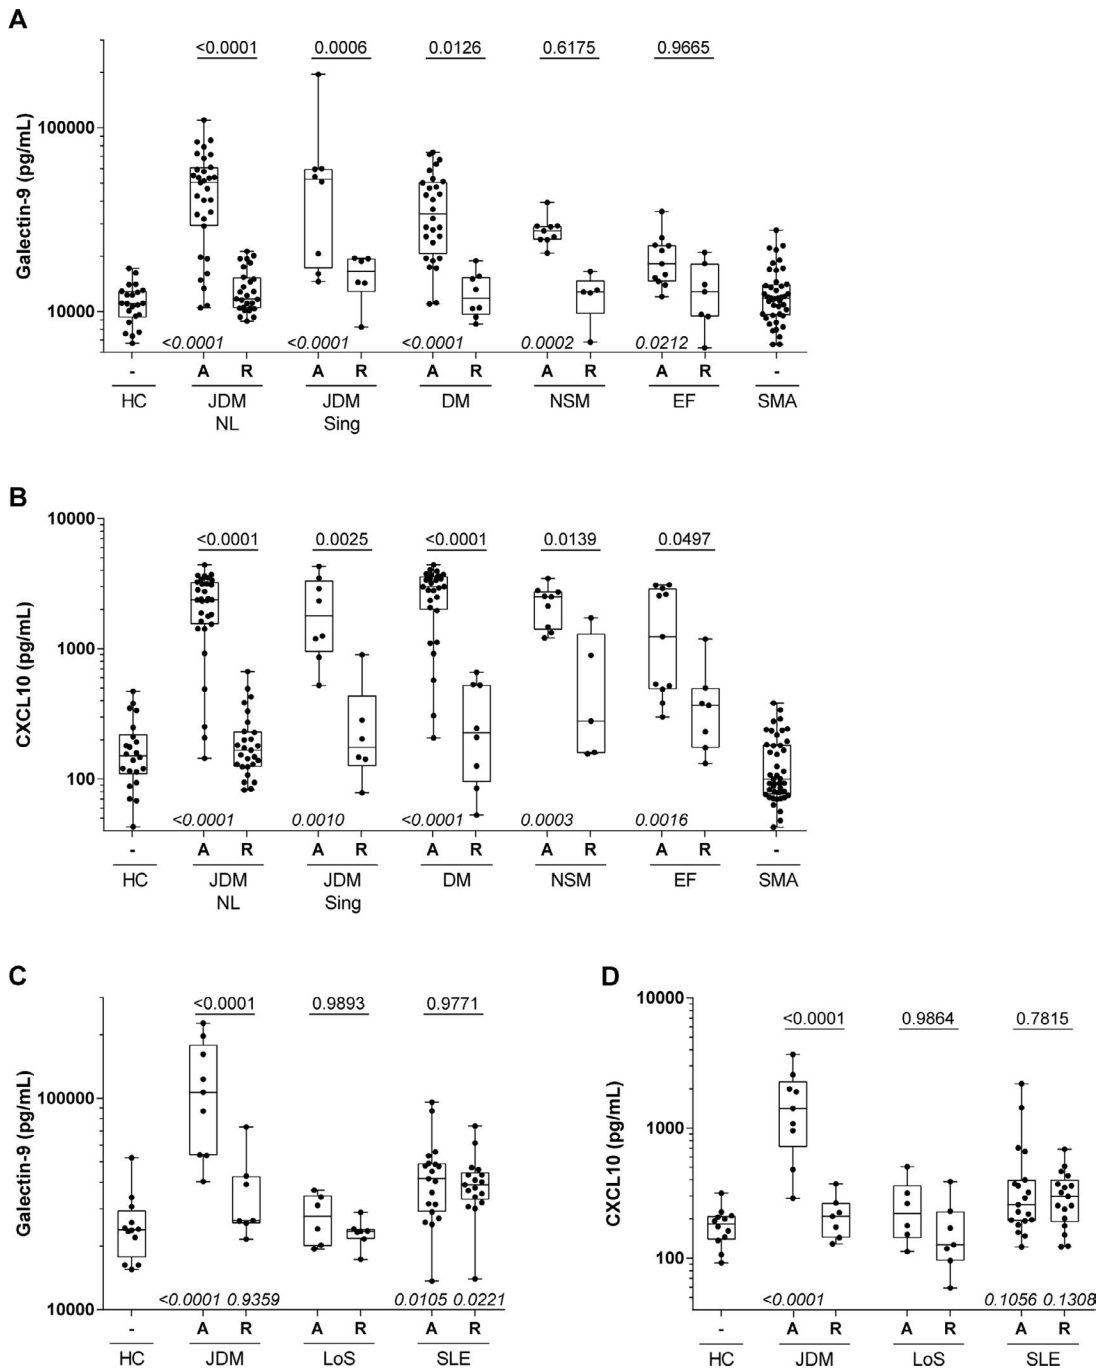 A
<0.0001 0.0006 0.0126 0.6175 0.9665
Galectin-9 (pg/mL)
100000
10000
<0.0001 <0.0001 <0.0001 0.0002 0.0212
- A R A R A R A R A R -
HC JDM JDM DM NSM EF SMA
NL Sing
B
10000
<0.0001 0.0025 <0.0001 0.0139 0.0497
CXCL10 (pg/mL)
1000
100
<0.0001 0.0010 <0.0001 0.0003 0.0016
- A R A R A R A R A R -
HC JDM JDM DM NSM EF SMA
NL Sing
C
<0.0001 0.9893 0.9771
Galectin-9 (pg/mL)
100000
10000
<0.0001 0.9359 0.0105 0.0221
- A R A R A R
HC JDM LoS SLE
D
10000
<0.0001 0.9864 0.7815
CXCL10 (pg/mL)
1000
100
<0.0001 0.1056 0.1308
- A R A R A R
HC JDM LoS SLE